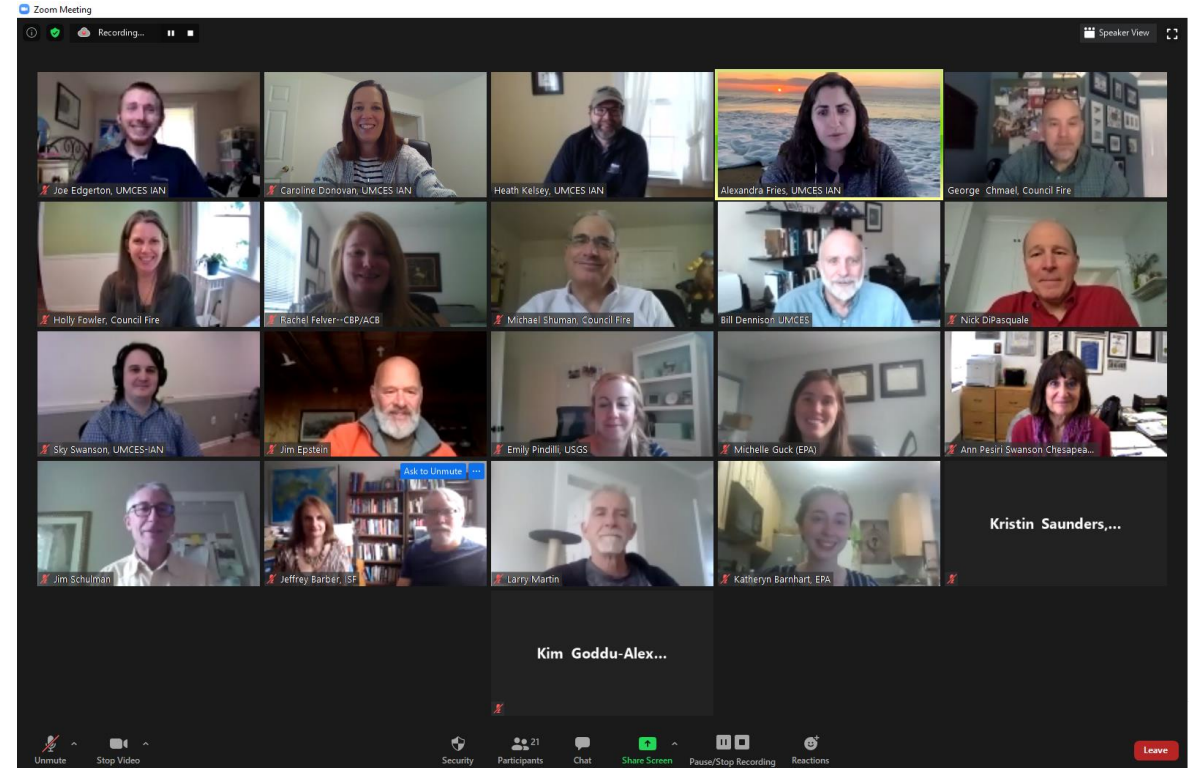 Zoom Meeting
Recording...
Speaker View
Joe Edgerton, UMCES IAN
Caroline Donovan, UMCES IAN
Heath Kelsey, UMCES IAN
Alexandra Fries, UMCES IAN
George Chmael, Council Fire
Holly Fowler, Council Fire
Rachel Felver--CBP/ACB
Michael Shuman, Council Fire
Bill Dennison UMCES
Nick DiPasquale
Sky Swanson, UMCES-IAN
Jim Epstein
Emily Pindilli, USGS
Michelle Guck (EPA)
Ann Pesiri Swanson Chesapea...
Jim Schulman
Ask to Unmute ...
Jeffrey Barber, ISF
Larry Martin
Katheryn Barnhart, EPA
Kristin Saunders,...
Kim Goddu-Alex...
Unmute
Stop Video
Security
21
Participants
Chat
Share Screen
Pause/Stop Recording
Reactions
Leave